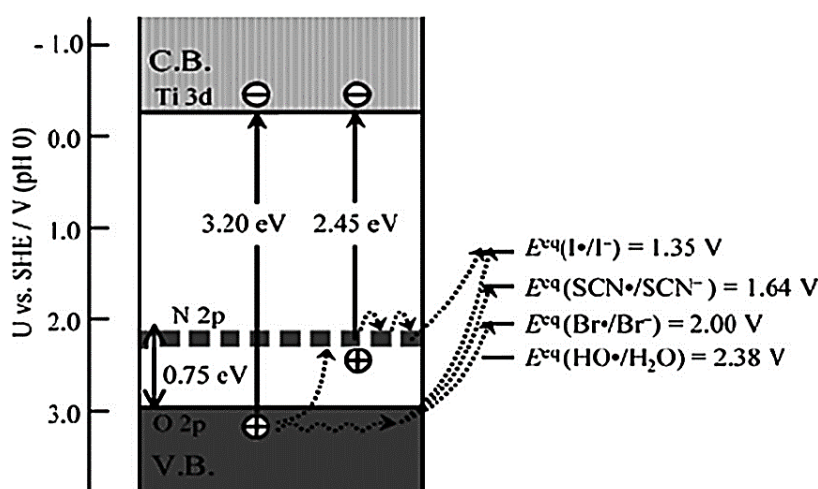 U vs. SHE / V (pH 0)
- 1.0
0.0
1.0
2.0
3.0
C.B.
Ti 3d
3.20 eV
2.45 eV
N 2p
0.75 eV
O 2p
V.B.
E^eq(I•/I⁻) = 1.35 V
E^eq(SCN•/SCN⁻) = 1.64 V
E^eq(Br•/Br⁻) = 2.00 V
E^eq(HO•/H₂O) = 2.38 V